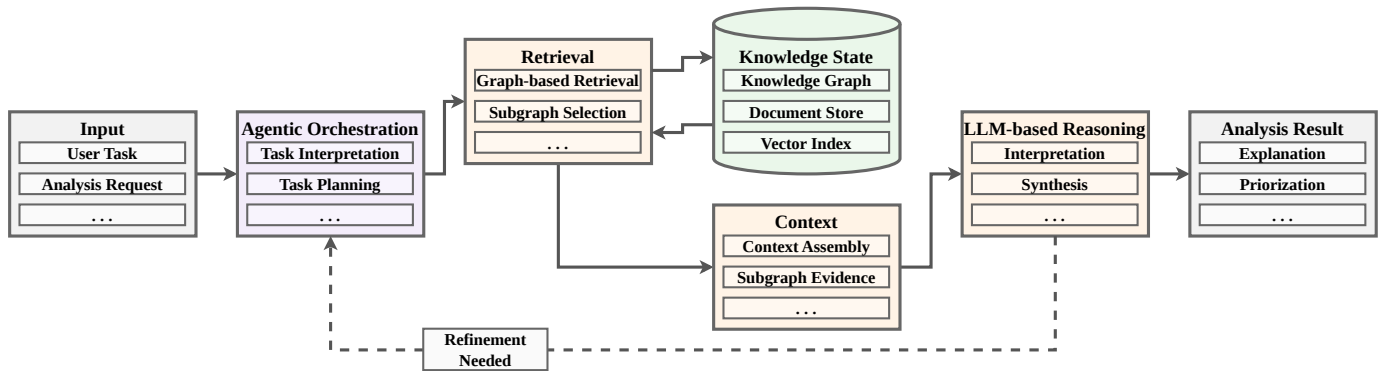 Input
User Task
Analysis Request
. . .
Agentic Orchestration
Task Interpretation
Task Planning
. . .
Retrieval
Graph-based Retrieval
Subgraph Selection
. . .
Knowledge State
Knowledge Graph
Document Store
Vector Index
Context
Context Assembly
Subgraph Evidence
. . .
LLM-based Reasoning
Interpretation
Synthesis
. . .
Analysis Result
Explanation
Priorization
. . .
Refinement
Needed